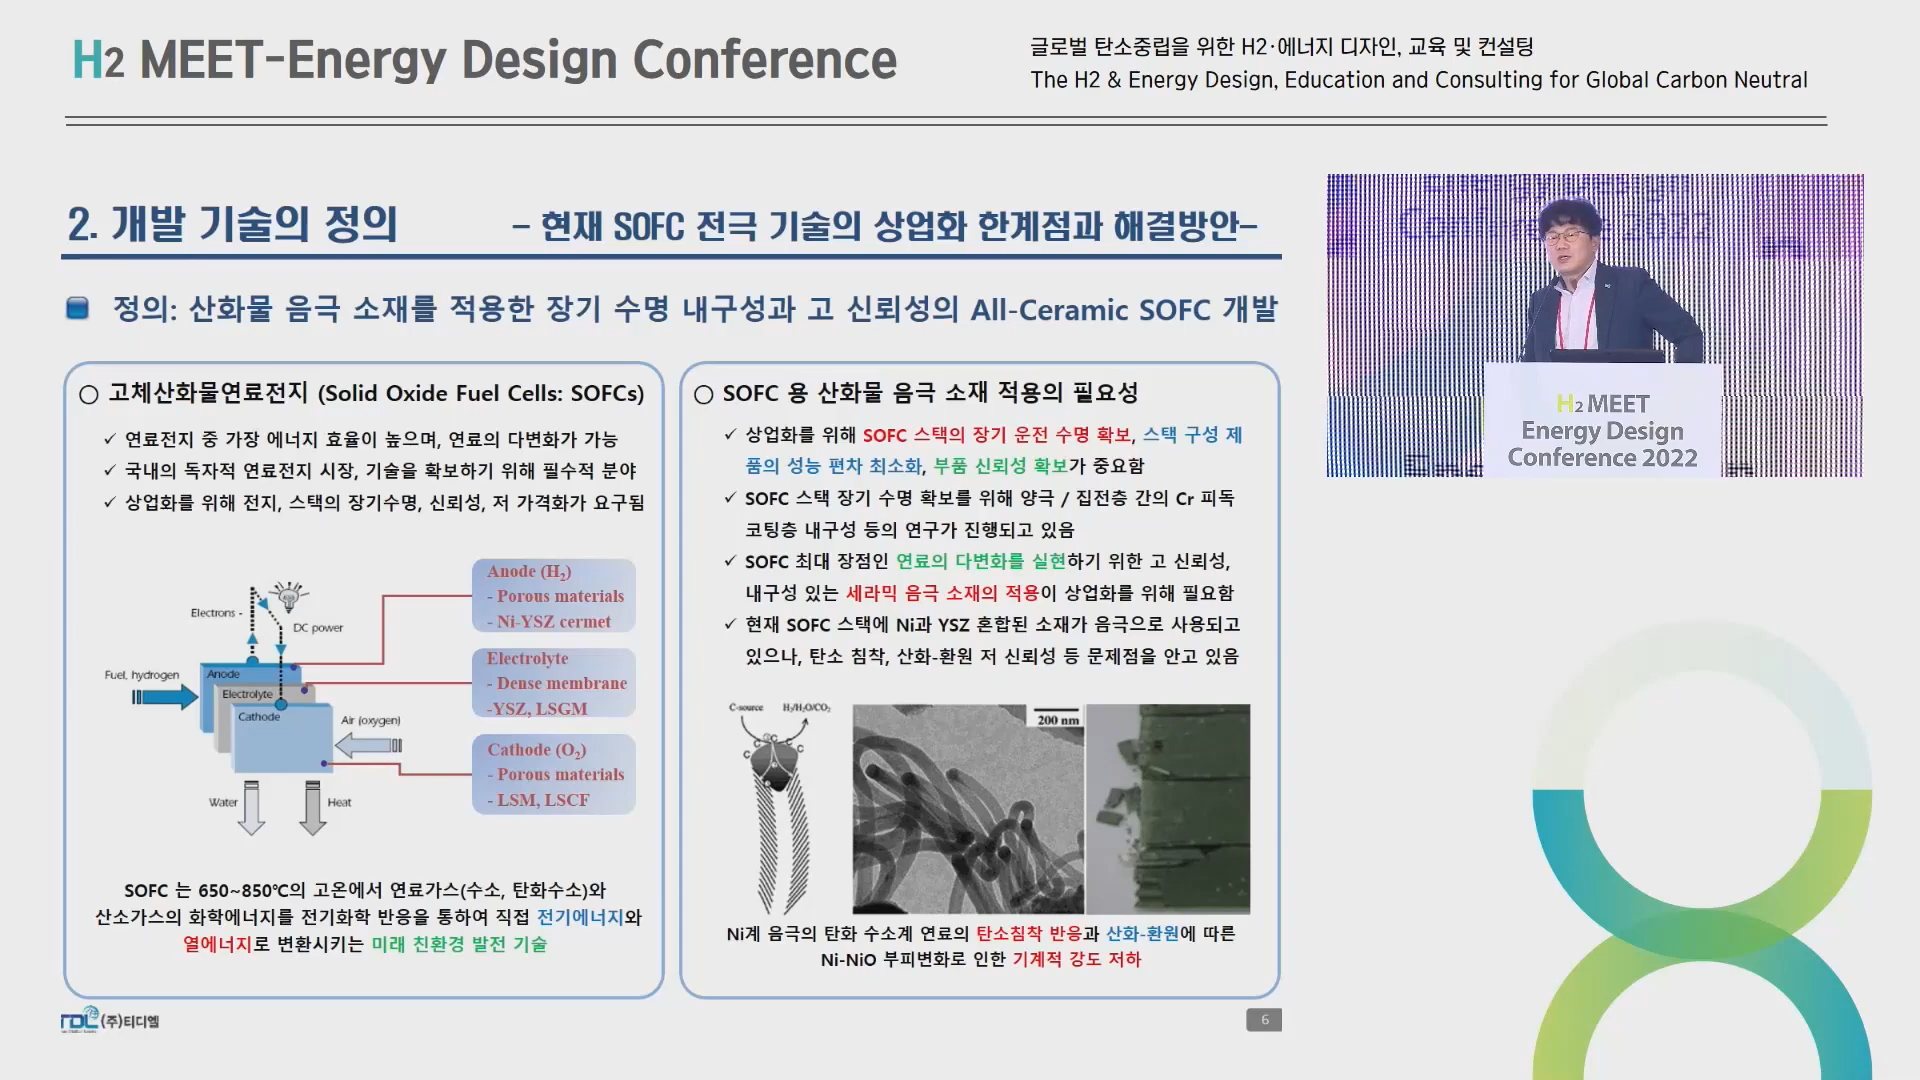 H2 MEET-Energy Design Conference
글로벌 탄소중립을 위한 H2·에너지 디자인, 교육 및 컨설팅
The H2 & Energy Design, Education and Consulting for Global Carbon Neutral
2. 개발 기술의 정의 - 현재 SOFC 전극 기술의 상업화 한계점과 해결방안-
정의: 산화물 음극 소재를 적용한 장기 수명 내구성과 고 신뢰성의 All-Ceramic SOFC 개발
○ 고체산화물연료전지 (Solid Oxide Fuel Cells: SOFCs)
✓ 연료전지 중 가장 에너지 효율이 높으며, 연료의 다변화가 가능
✓ 국내의 독자적 연료전지 시장, 기술을 확보하기 위해 필수적 분야
✓ 상업화를 위해 전지, 스택의 장기수명, 신뢰성, 저 가격화가 요구됨
Electrons -
DC power
Fuel, hydrogen
Anode
Electrolyte
Cathode
Air (oxygen)
Water
Heat
Anode (H₂)
- Porous materials
- Ni-YSZ cermet
Electrolyte
- Dense membrane
-YSZ, LSGM
Cathode (O₂)
- Porous materials
- LSM, LSCF
SOFC 는 650~850℃의 고온에서 연료가스(수소, 탄화수소)와
산소가스의 화학에너지를 전기화학 반응을 통하여 직접 전기에너지와
열에너지로 변환시키는 미래 친환경 발전 기술
○ SOFC 용 산화물 음극 소재 적용의 필요성
✓ 상업화를 위해 SOFC 스택의 장기 운전 수명 확보, 스택 구성 제
품의 성능 편차 최소화, 부품 신뢰성 확보가 중요함
✓ SOFC 스택 장기 수명 확보를 위해 양극 / 집전층 간의 Cr 피독
코팅층 내구성 등의 연구가 진행되고 있음
✓ SOFC 최대 장점인 연료의 다변화를 실현하기 위한 고 신뢰성,
내구성 있는 세라믹 음극 소재의 적용이 상업화를 위해 필요함
✓ 현재 SOFC 스택에 Ni과 YSZ 혼합된 소재가 음극으로 사용되고
있으나, 탄소 침착, 산화-환원 저 신뢰성 등 문제점을 안고 있음
C-source
H₂/H₂O/CO₂
200 nm
Ni계 음극의 탄화 수소계 연료의 탄소침착 반응과 산화-환원에 따른
Ni-NiO 부피변화로 인한 기계적 강도 저하
TDL (주)티디엘
6
Conference 2022
H2 MEET
Energy Design
Conference 2022